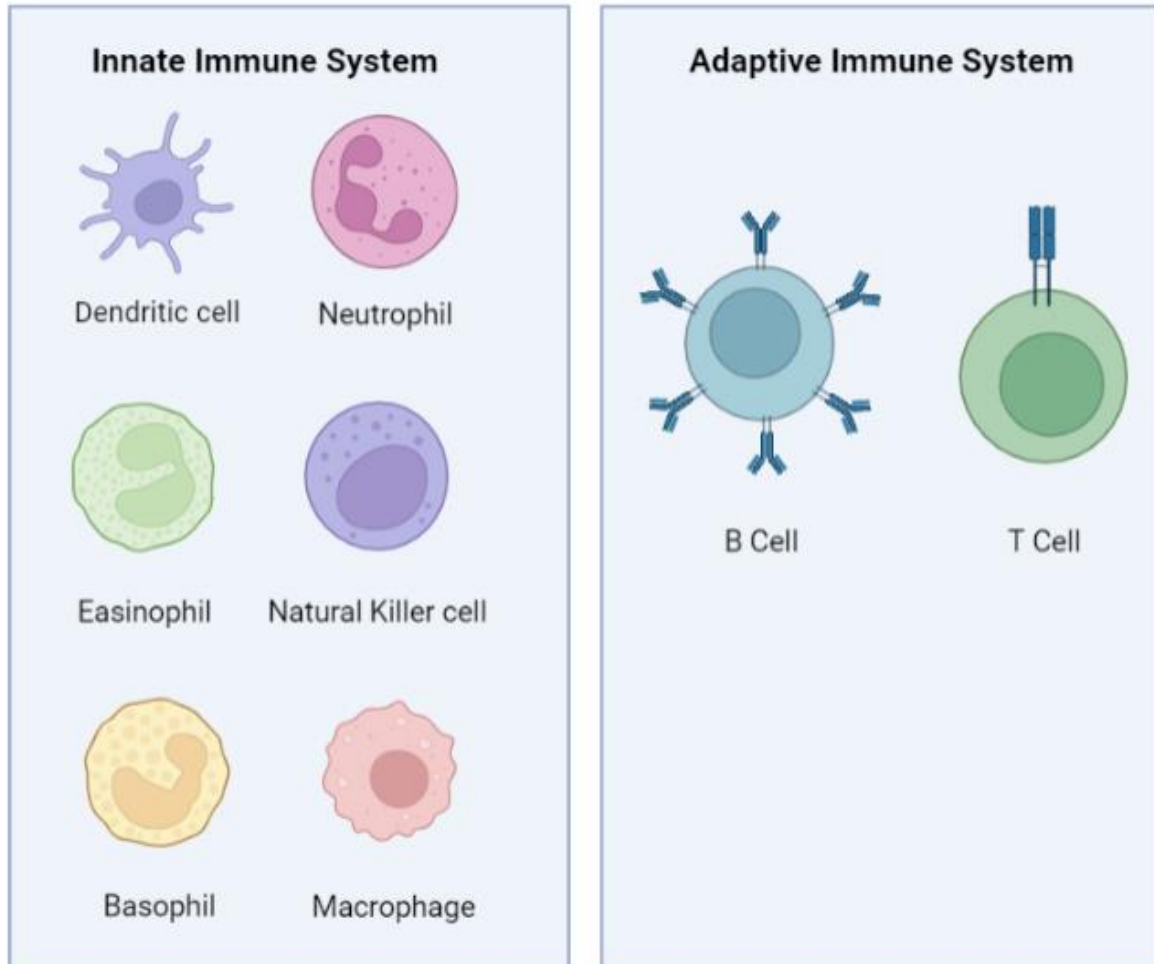 Innate Immune System
Dendritic cell
Neutrophil
Easinophil
Natural Killer cell
Basophil
Macrophage
Adaptive Immune System
B Cell
T Cell